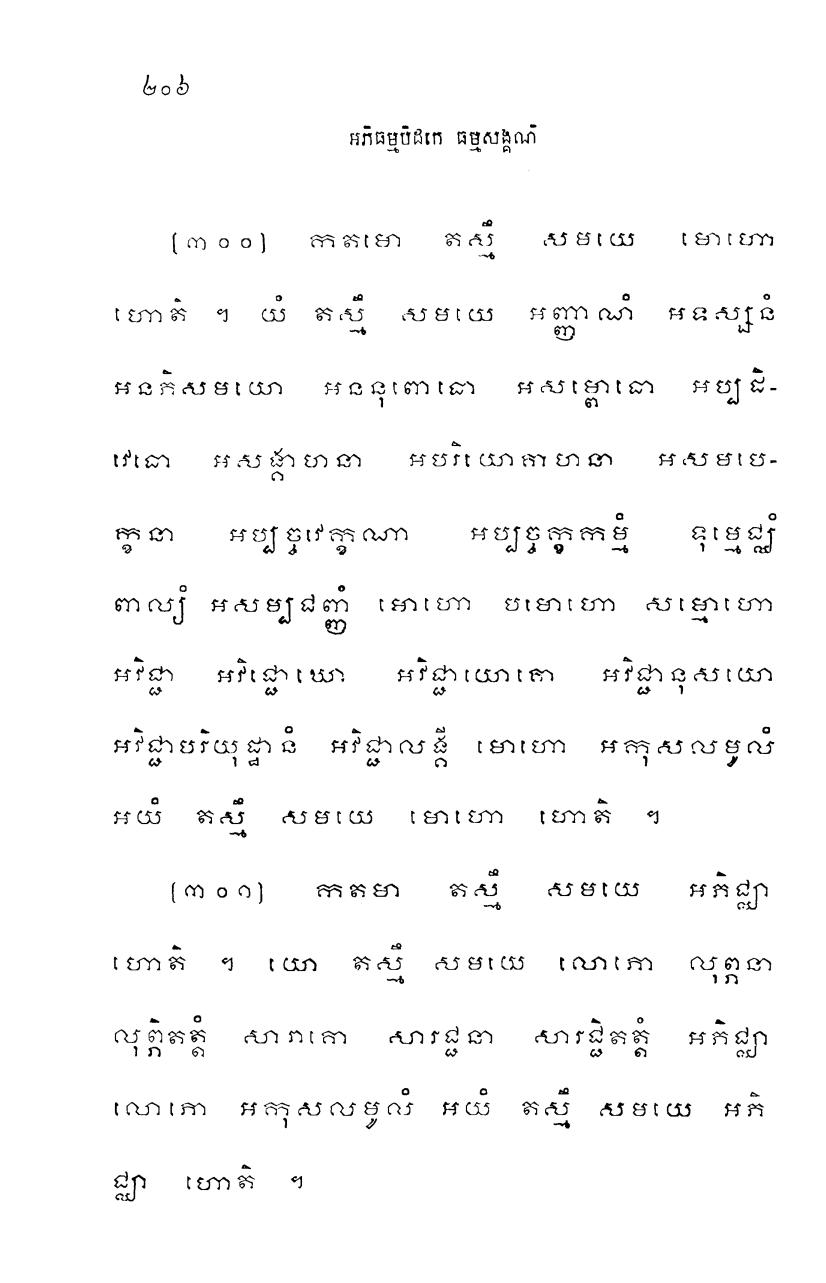 ២០៦
អភិធម្មបិដកេ ធម្មសង្គណិ
(៣០០) កតមោ តស្មឹ សមយេ មោហោ
ហោតិ ។ យំ តស្មឹ សមយេ អញ្ញាណំ អទស្សនំ
អនភិសមយោ អននុពោធោ អសម្ពោធោ អប្បដិ-
វេធោ អសង្គាហនា អបរិយោគាហនា អសមបេ-
ក្ខនា អប្បច្ចវេក្ខណា អប្បច្ចក្ខកម្មំ ទុម្មេជ្ឈំ
ពាល្យំ អសម្បជញ្ញំ មោហោ បមោហោ សម្មោហោ
អវិជ្ជា អវិជ្ជោឃោ អវិជ្ជាយោគោ អវិជ្ជានុសយោ
អវិជ្ជាបរិយុដ្ឋានំ អវិជ្ជាលង្គី មោហោ អកុសលមូលំ
អយំ តស្មឹ សមយេ មោហោ ហោតិ ។
(៣០១) កតមា តស្មឹ សមយេ អភិជ្ឈា
ហោតិ ។ យោ តស្មឹ សមយេ លោភោ លុព្ភនា
លុព្ភិតត្តំ សារាគោ សារជ្ជនា សារជ្ជិតត្តំ អភិជ្ឈា
លោភោ អកុសលមូលំ អយំ តស្មឹ សមយេ អភិ
ជ្ឈា ហោតិ ។